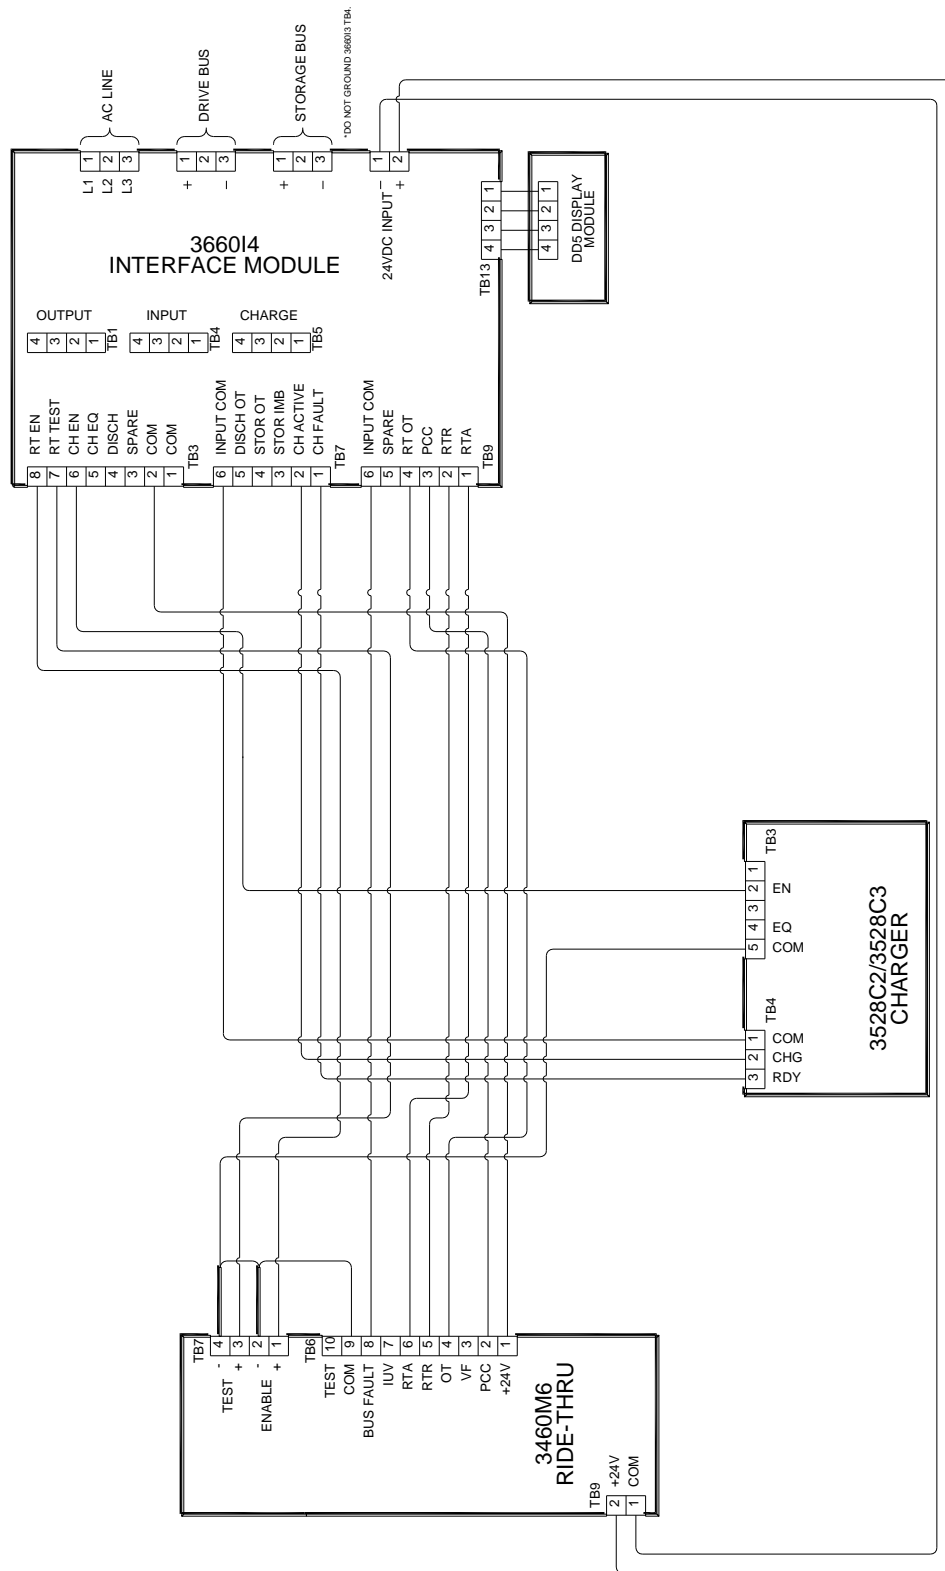 AC LINE
DRIVE BUS
STORAGE BUS
*DO NOT GROUND 3660I3 TB4.
L1 1
L2 2
L3 3
+ 1
2
- 3
+ 1
2
- 3
24VDC INPUT
- 1
+ 2
3660I4
INTERFACE MODULE
TB13
4 3 2 1
4 3 2 1
DD5 DISPLAY
MODULE
OUTPUT
4 3 2 1
TB1
INPUT
4 3 2 1
TB4
CHARGE
4 3 2 1
TB5
RT EN 8
RT TEST 7
CH EN 6
CH EQ 5
DISCH 4
SPARE 3
COM 2
COM 1
TB3
INPUT COM 6
DISCH OT 5
STOR OT 4
STOR IMB 3
CH ACTIVE 2
CH FAULT 1
TB7
INPUT COM 6
SPARE 5
RT OT 4
PCC 3
RTR 2
RTA 1
TB9
TB3
1
2 EN
3
4 EQ
5 COM
TB4
1 COM
2 CHG
3 RDY
3528C2/3528C3
CHARGER
TB7
TEST
4 -
3 +
ENABLE
2 -
1 +
TB6
TEST 10
COM 9
BUS FAULT 8
IUV 7
RTA 6
RTR 5
OT 4
VF 3
PCC 2
+24V 1
3460M6
RIDE-THRU
TB9
2 +24V
1 COM